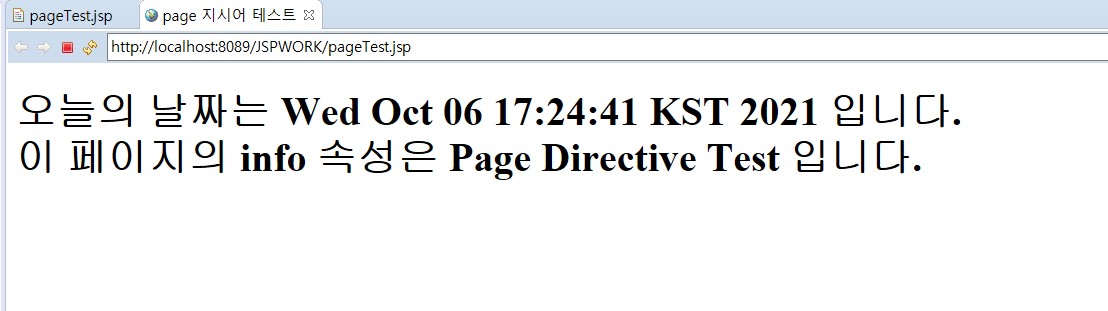 pageTest.jsp
page 지시어 테스트
http://localhost:8089/JSPWORK/pageTest.jsp
오늘의 날짜는 Wed Oct 06 17:24:41 KST 2021 입니다.
이 페이지의 info 속성은 Page Directive Test 입니다.